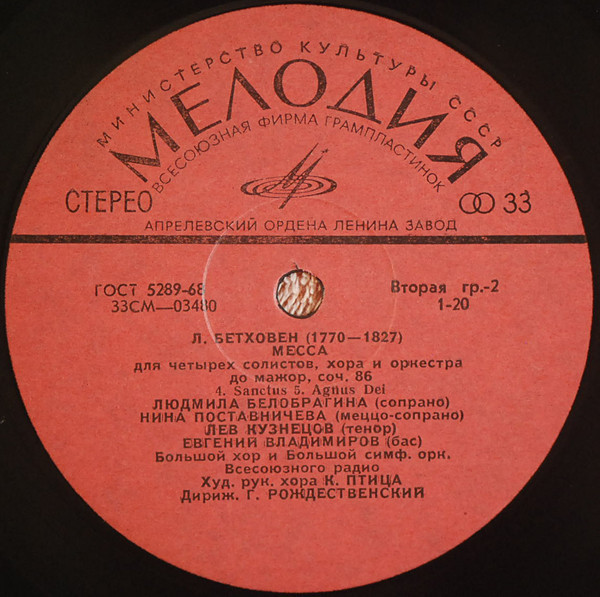 МИНИСТЕРСТВО КУЛЬТУРЫ СССР
МЕЛОДИЯ
ВСЕСОЮЗНАЯ ФИРМА ГРАМПЛАСТИНОК
СТЕРЕО 33
АПРЕЛЕВСКИЙ ОРДЕНА ЛЕНИНА ЗАВОД
ГОСТ 5289-68 Вторая гр.-2
33СМ—03480 1-20
Л. БЕТХОВЕН (1770—1827)
МЕССА
для четырех солистов, хора и оркестра
до мажор, соч. 86
4. Sanctus 5. Agnus Dei
ЛЮДМИЛА БЕЛОБРАГИНА (сопрано)
НИНА ПОСТАВНИЧЕВА (меццо-сопрано)
ЛЕВ КУЗНЕЦОВ (тенор)
ЕВГЕНИЙ ВЛАДИМИРОВ (бас)
Большой хор и Большой симф. орк.
Всесоюзного радио
Худ. рук. хора К. ПТИЦА
Дириж. Г. РОЖДЕСТВЕНСКИЙ